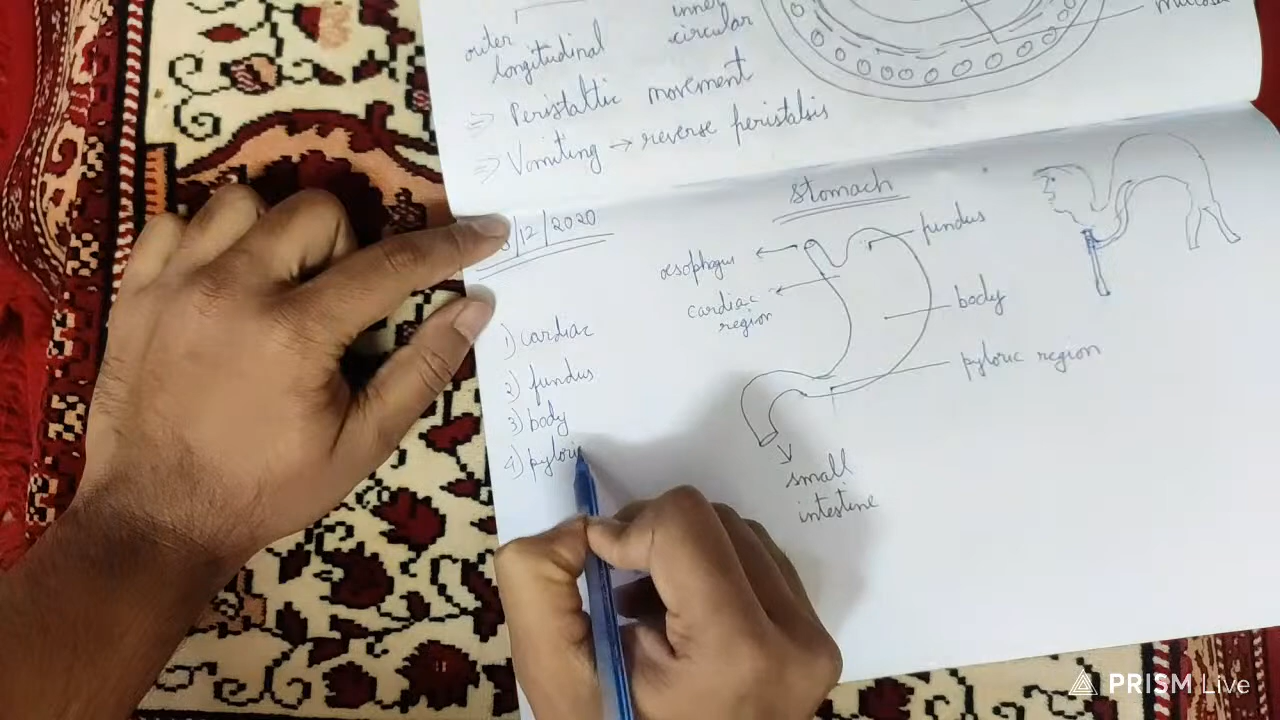 outer
longitudinal
inner
circular
mucosa
=> Peristaltic movement
=> Vomiting → reverse peristalsis
/12/2020
Stomach
oesophagus
cardiac
region
fundus
body
pyloric region
small
intestine
1) cardiac
2) fundus
3) body
4) pyloric
PRISM Live